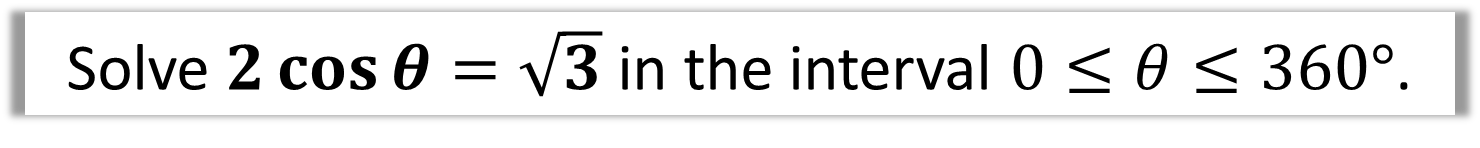 Solve 2 cos θ = √3 in the interval 0 ≤ θ ≤ 360°.